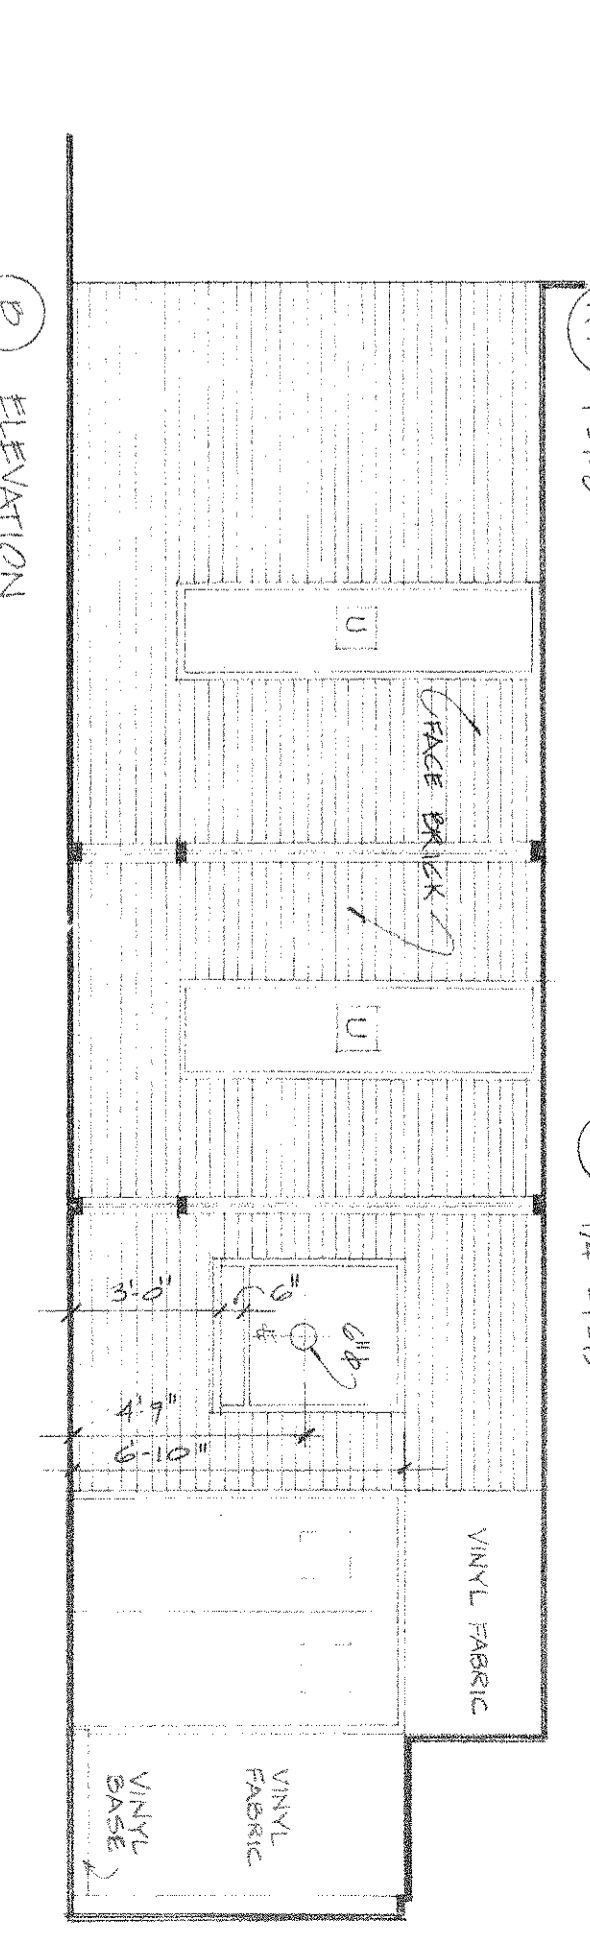 U
FACE BRICK
U
3'-0"
6"
6"φ
4'-9"
6'-10"
VINYL FABRIC
VINYL
FABRIC
VINYL
BASE
ELEVATION